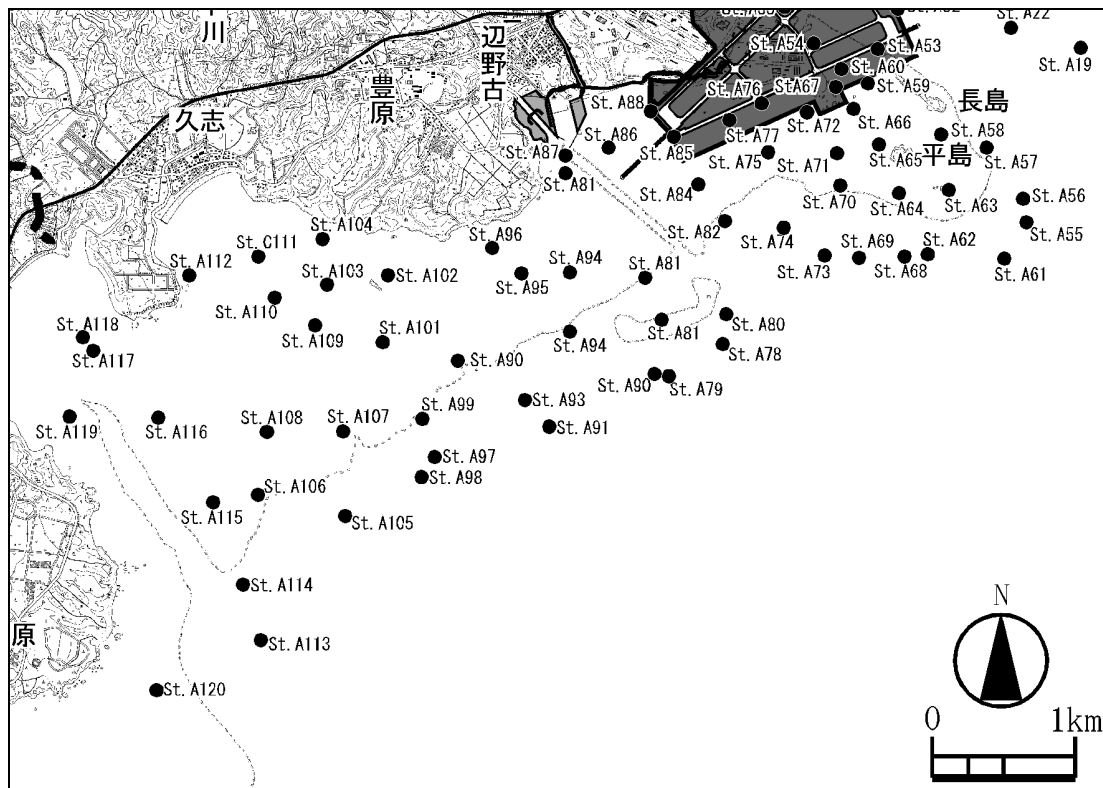 川
辺野古
豊原
久志
長島
平島
原
St. A22
St. A19
St. A54
St. A53
St. A60
St. A59
St. A76
St.A67
St. A88
St. A86
St. A72
St. A66
St. A58
St. A77
St. A87
St. A85
St. A75
St. A71
St. A65
St. A57
St. A81
St. A84
St. A70
St. A64
St. A63
St. A56
St. A82
St. A74
St. A55
St. A104
St. A96
St. C111
St. A73
St. A69
St. A68
St. A62
St. A61
St. A112
St. A103
St. A102
St. A95
St. A94
St. A81
St. A110
St. A118
St. A109
St. A101
St. A94
St. A81
St. A80
St. A117
St. A90
St. A78
St. A90
St. A79
St. A93
St. A119
St. A116
St. A108
St. A107
St. A99
St. A91
St. A97
St. A98
St. A106
St. A115
St. A105
St. A114
St. A113
St. A120
N
0 1km